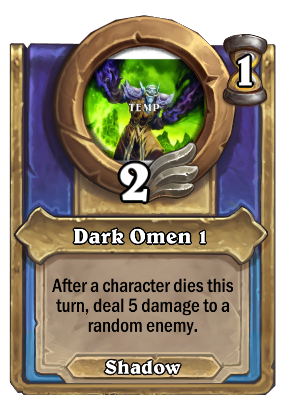 1
TEMP
2
Dark Omen 1
After a character dies this
turn, deal 5 damage to a
random enemy.
Shadow